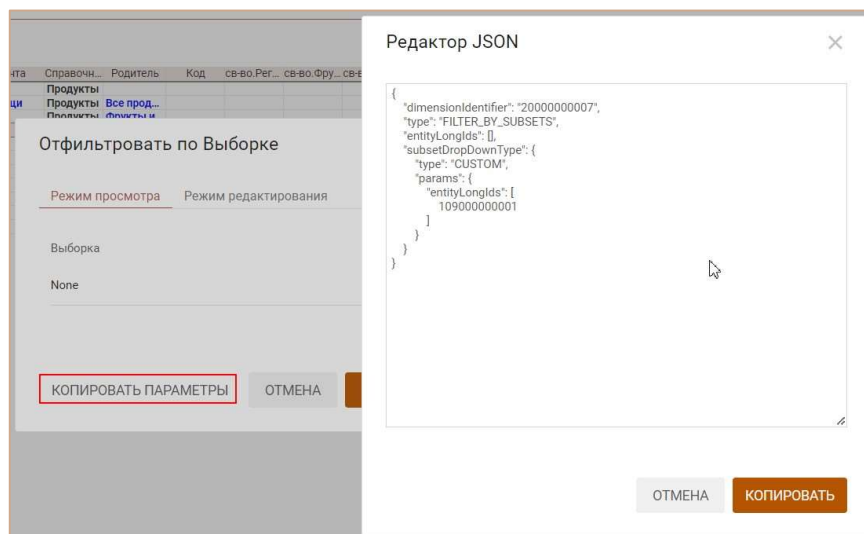 Справочн... Родитель Код св-во.Рег... св-во.Фру...
Продукты
Продукты Все прод...
Продукты Фрукты и
Отфильтровать по Выборке
Режим просмотра Режим редактирования
Выборка
None
КОПИРОВАТЬ ПАРАМЕТРЫ ОТМЕНА
Редактор JSON
{
"dimensionIdentifier": "20000000007",
"type": "FILTER_BY_SUBSETS",
"entityLongIds": [],
"subsetDropDownType": {
"type": "CUSTOM",
"params": {
"entityLongIds": [
109000000001
]
}
}
}
ОТМЕНА КОПИРОВАТЬ